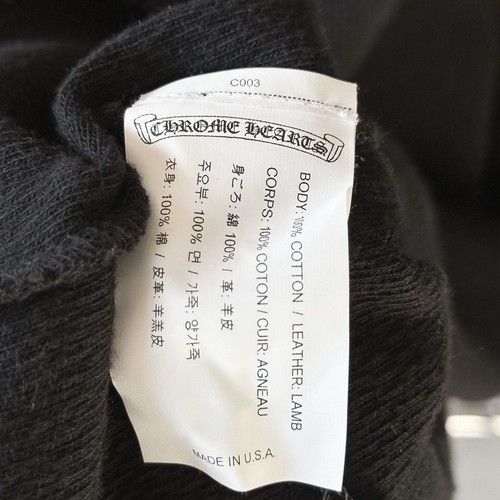 C003
CHROME HEARTS
BODY: 100% COTTON / LEATHER: LAMB
CORPS: 100% COTON / CUIR: AGNEAU
身ごろ: 綿 100% / 革: 羊皮
주요부: 100% 면 / 가죽: 양가죽
衣身: 100% 棉 / 皮革: 羊羔皮
MADE IN U.S.A.